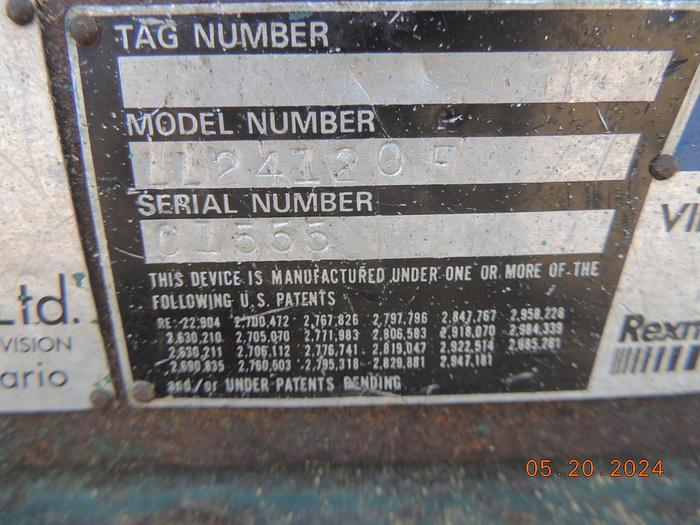 TAG NUMBER
MODEL NUMBER
LL24120F
SERIAL NUMBER
C1555
THIS DEVICE IS MANUFACTURED UNDER ONE OR MORE OF THE
FOLLOWING U.S. PATENTS
RE: 22,904 2,700,472 2,767,826 2,797,796 2,847,767 2,958,228
2,630,210 2,705,070 2,771,983 2,806,583 2,918,070 2,984,339
2,630,211 2,706,112 2,776,741 2,819,047 2,922,514 2,985,281
2,690,835 2,760,503 2,795,318 2,828,881 2,947,181
and/or UNDER PATENTS PENDING
Ltd.
VISION
ario
VII
Rexn
05.20.2024